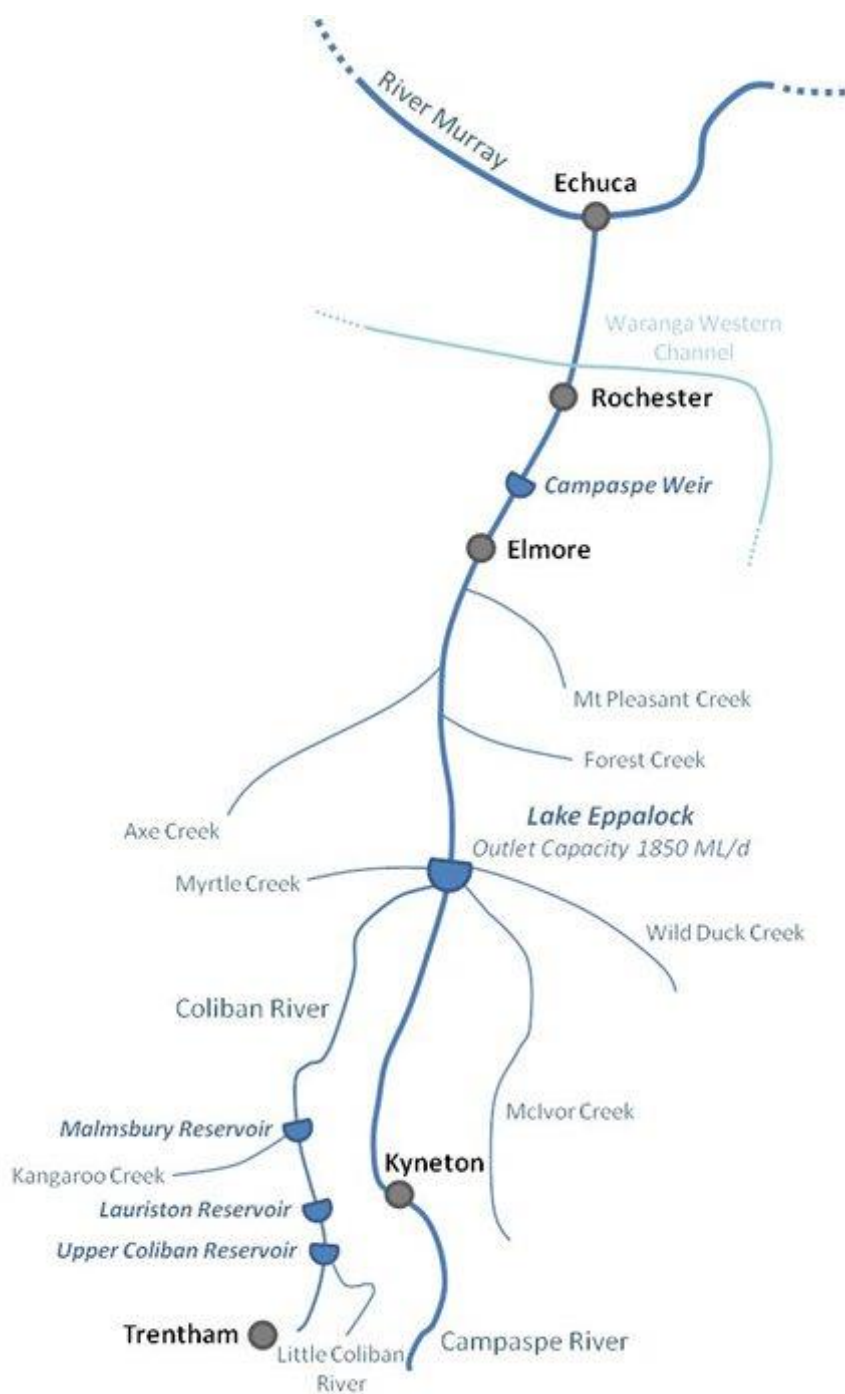 River Murray
Echuca
Waranga Western
Channel
Rochester
Campaspe Weir
Elmore
Mt Pleasant Creek
Forest Creek
Axe Creek
Lake Eppalock
Outlet Capacity 1850 ML/d
Myrtle Creek
Wild Duck Creek
Coliban River
McIvor Creek
Malmsbury Reservoir
Kyneton
Kangaroo Creek
Lauriston Reservoir
Upper Coliban Reservoir
Trentham
Campaspe River
Little Coliban
River